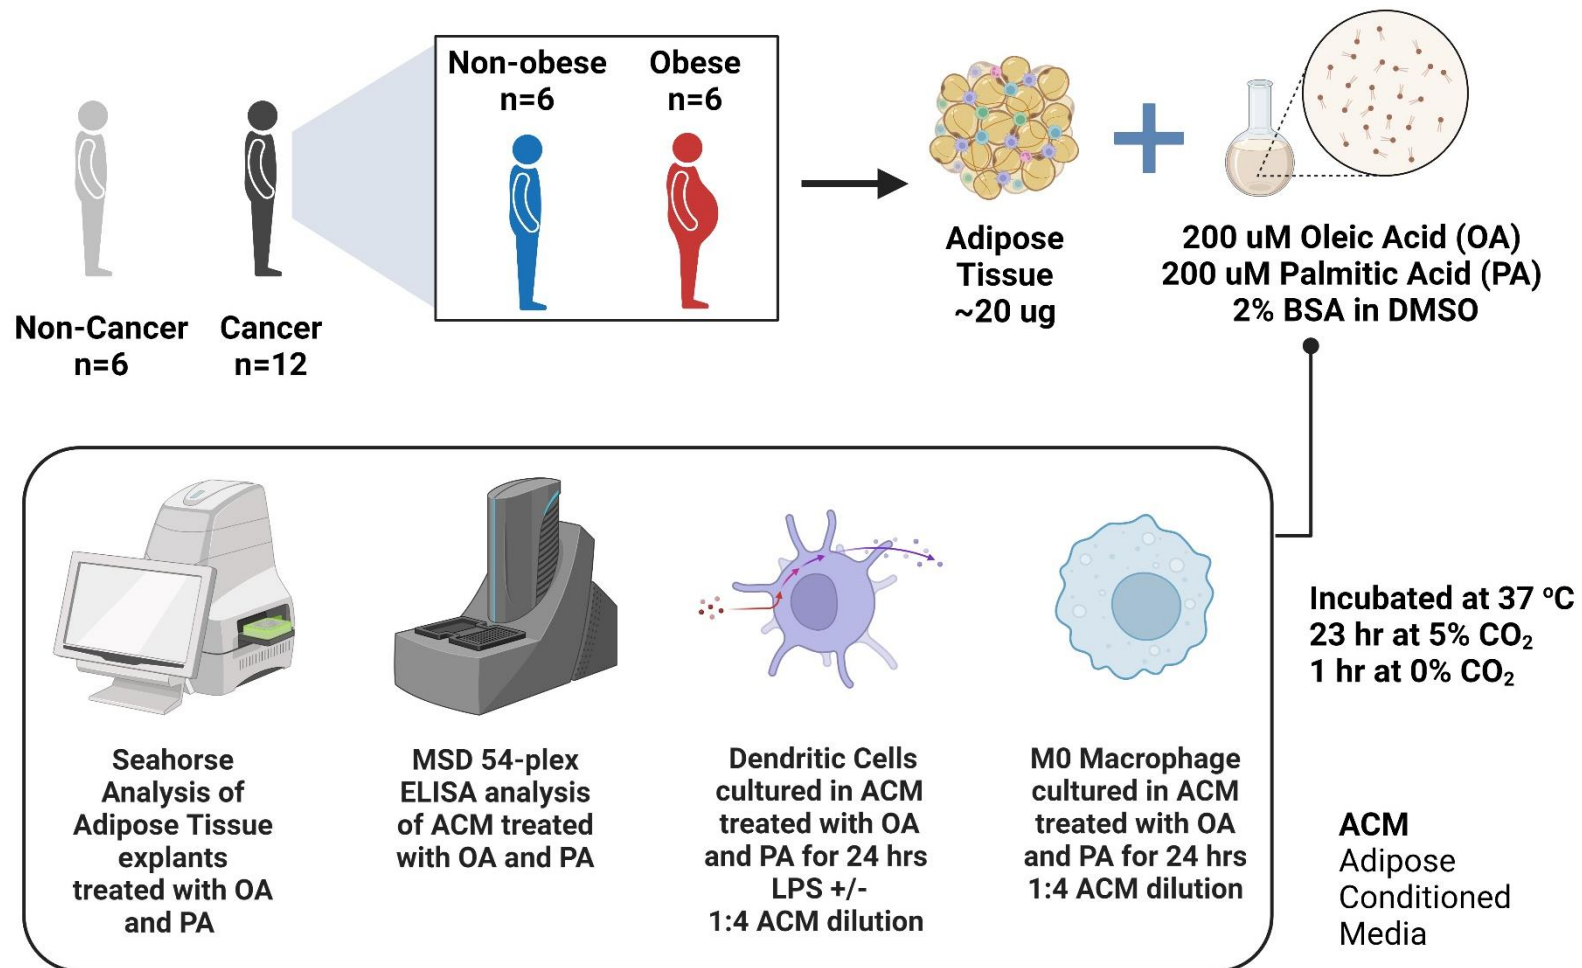 Non-Cancer
n=6
Cancer
n=12
Non-obese
n=6
Obese
n=6
Adipose
Tissue
~20 ug
200 uM Oleic Acid (OA)
200 uM Palmitic Acid (PA)
2% BSA in DMSO
Incubated at 37 ºC
23 hr at 5% CO₂
1 hr at 0% CO₂
Seahorse
Analysis of
Adipose Tissue
explants
treated with OA
and PA
MSD 54-plex
ELISA analysis
of ACM treated
with OA and PA
Dendritic Cells
cultured in ACM
treated with OA
and PA for 24 hrs
LPS +/-
1:4 ACM dilution
M0 Macrophage
cultured in ACM
treated with OA
and PA for 24 hrs
1:4 ACM dilution
ACM
Adipose
Conditioned
Media